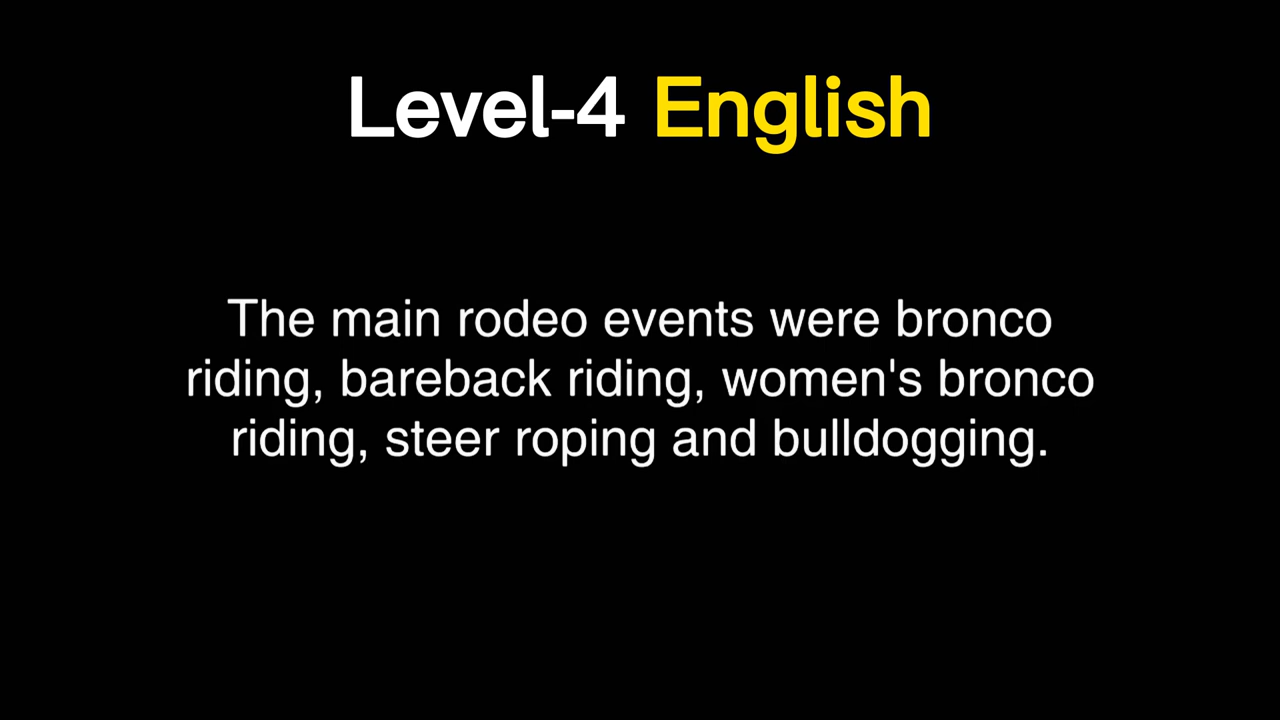 Level-4 English
The main rodeo events were bronco
riding, bareback riding, women's bronco
riding, steer roping and bulldogging.